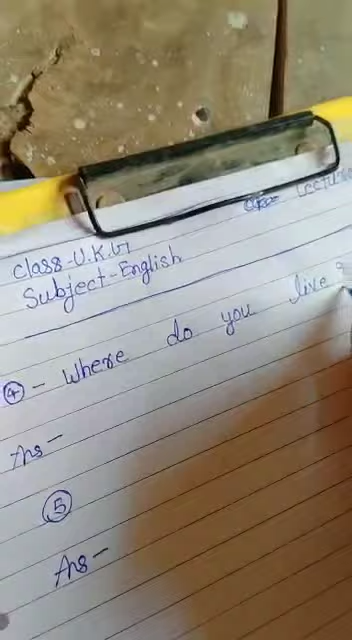 Lecture
Class-U.K.G
Subject-English
④- Where do you live ?
Ans-
⑤
Ans-